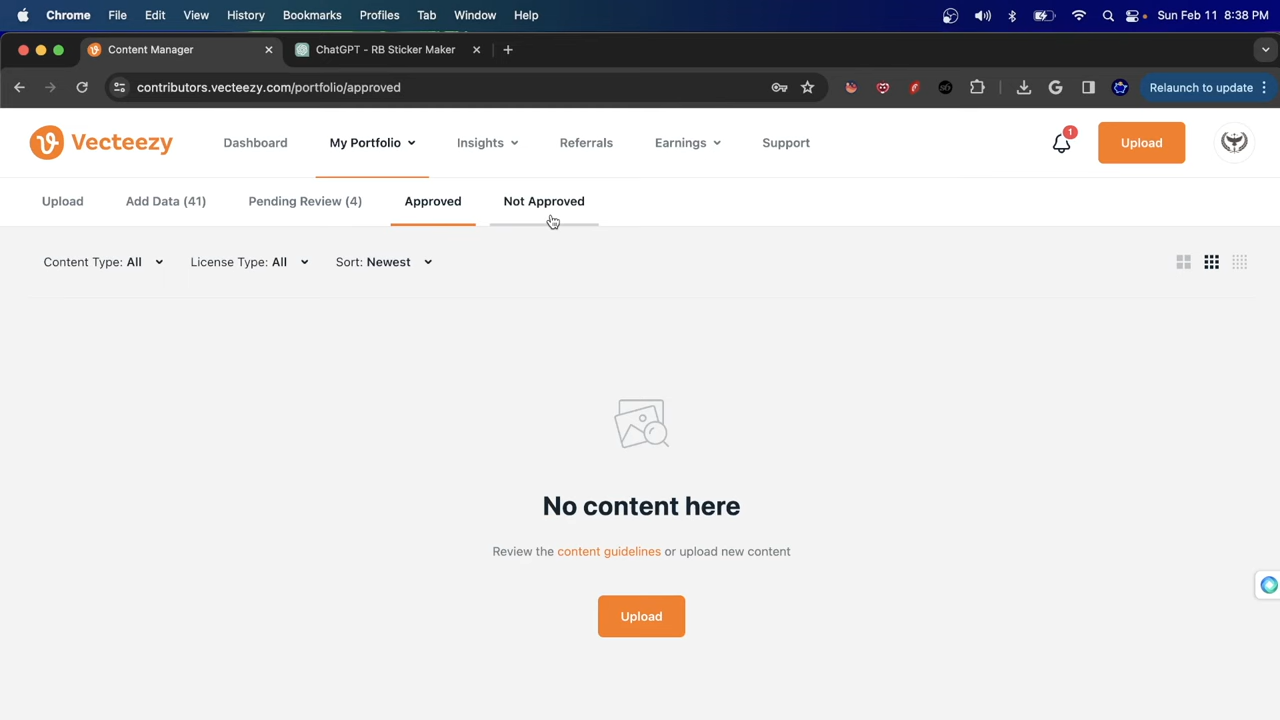 Chrome File Edit View History Bookmarks Profiles Tab Window Help Sun Feb 11 8:38 PM
Content Manager ChatGPT - RB Sticker Maker
contributors.vecteezy.com/portfolio/approved Relaunch to update
Vecteezy Dashboard My Portfolio Insights Referrals Earnings Support 1 Upload
Upload Add Data (41) Pending Review (4) Approved Not Approved
Content Type: All License Type: All Sort: Newest
No content here
Review the content guidelines or upload new content
Upload